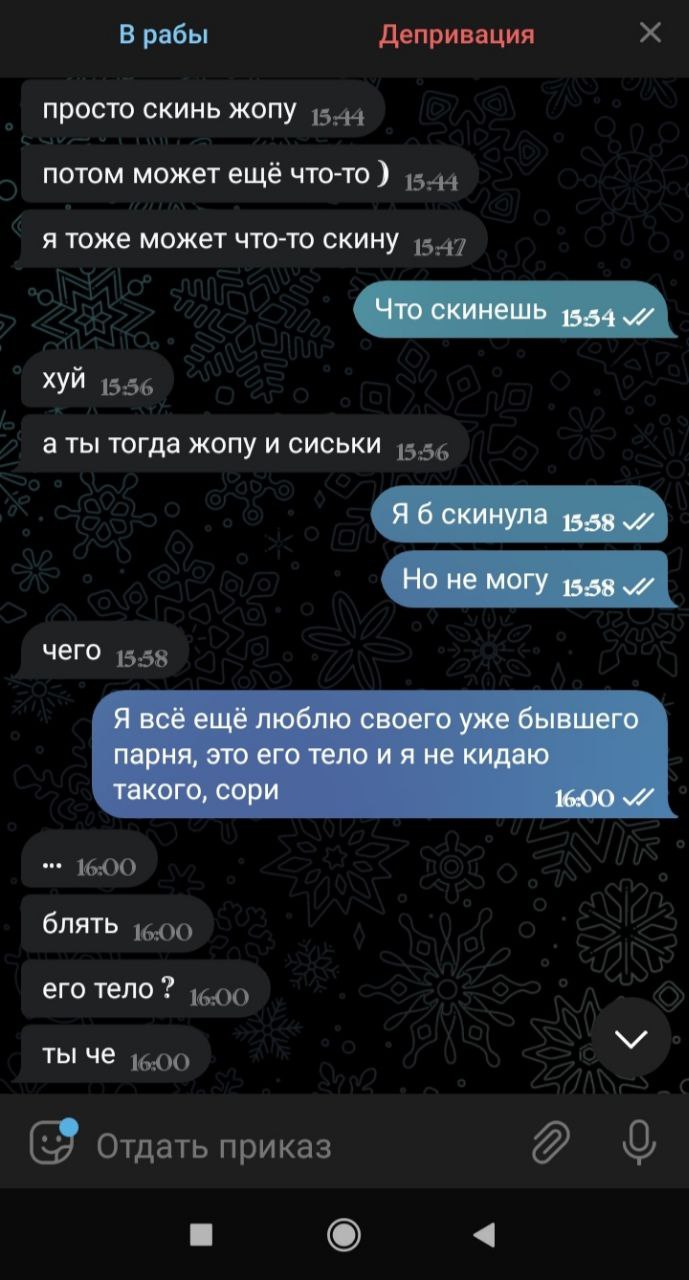 В рабы Депривация
просто скинь жопу 15:44
потом может ещё что-то ) 15:44
я тоже может что-то скину 15:47
Что скинешь 15:54
хуй 15:56
а ты тогда жопу и сиськи 15:56
Я б скинула 15:58
Но не могу 15:58
чего 15:58
Я всё ещё люблю своего уже бывшего
парня, это его тело и я не кидаю
такого, сори 16:00
... 16:00
блять 16:00
его тело ? 16:00
ты че 16:00
Отдать приказ